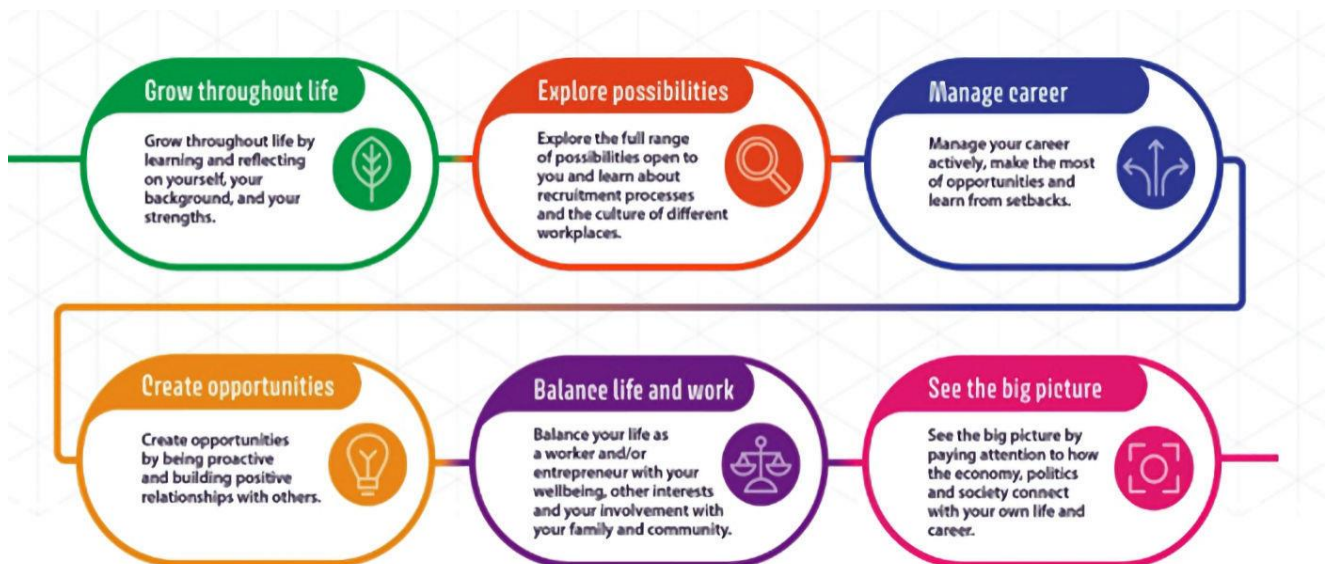 Grow throughout life
Grow throughout life by
learning and reflecting
on yourself, your
background, and your
strengths.
Explore possibilities
Explore the full range
of possibilities open to
you and learn about
recruitment processes
and the culture of different
workplaces.
Manage career
Manage your career
actively, make the most
of opportunities and
learn from setbacks.
Create opportunities
Create opportunities
by being proactive
and building positive
relationships with others.
Balance life and work
Balance your life as
a worker and/or
entrepreneur with your
wellbeing, other interests
and your involvement with
your family and community.
See the big picture
See the big picture by
paying attention to how
the economy, politics
and society connect
with your own life and
career.